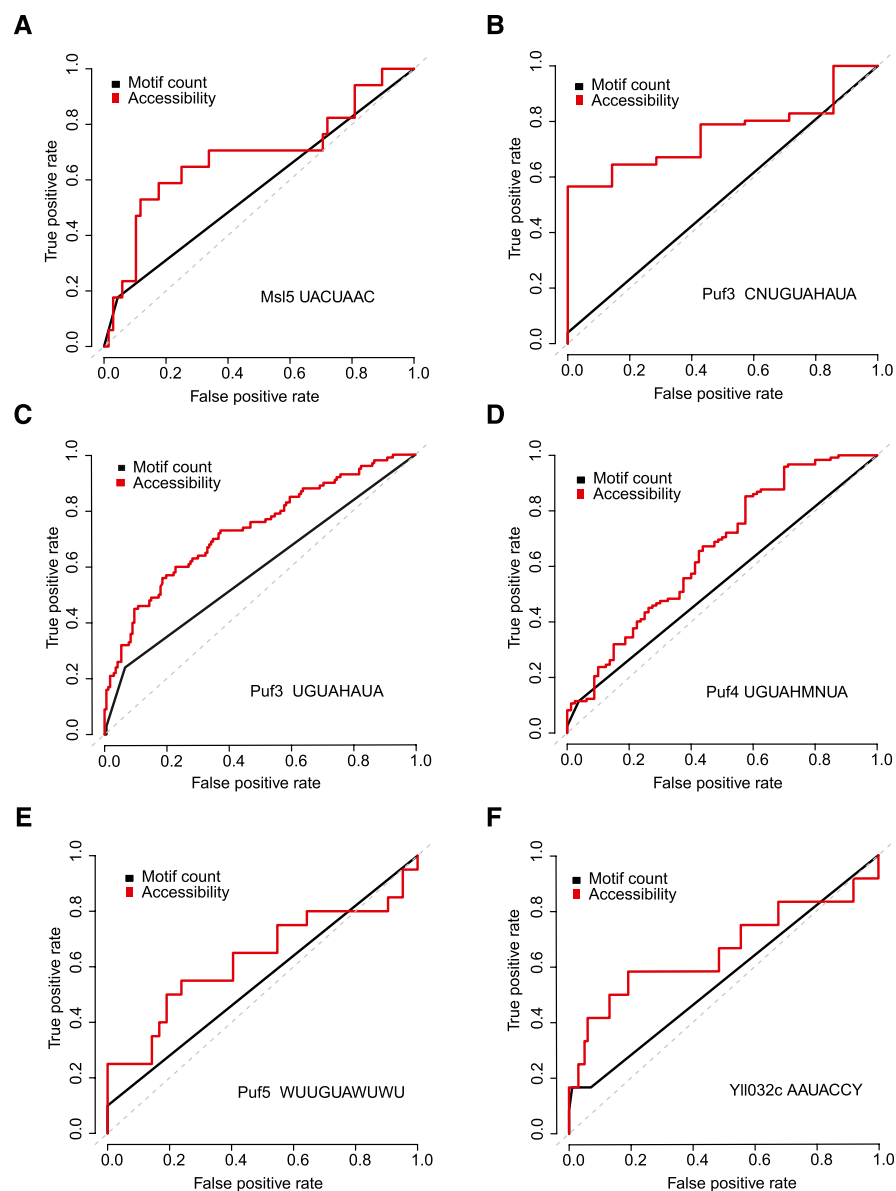 A
Motif count
Accessibility
True positive rate
0.0 0.2 0.4 0.6 0.8 1.0
Msl5 UACUAAC
0.0 0.2 0.4 0.6 0.8 1.0
False positive rate
B
Motif count
Accessibility
True positive rate
0.0 0.2 0.4 0.6 0.8 1.0
Puf3 CNUGUAHAUA
0.0 0.2 0.4 0.6 0.8 1.0
False positive rate
C
Motif count
Accessibility
True positive rate
0.0 0.2 0.4 0.6 0.8 1.0
Puf3 UGUAHAUA
0.0 0.2 0.4 0.6 0.8 1.0
False positive rate
D
Motif count
Accessibility
True positive rate
0.0 0.2 0.4 0.6 0.8 1.0
Puf4 UGUAHMNUA
0.0 0.2 0.4 0.6 0.8 1.0
False positive rate
E
Motif count
Accessibility
True positive rate
0.0 0.2 0.4 0.6 0.8 1.0
Puf5 WUUGUAWUWU
0.0 0.2 0.4 0.6 0.8 1.0
False positive rate
F
Motif count
Accessibility
True positive rate
0.0 0.2 0.4 0.6 0.8 1.0
Yll032c AAUACCY
0.0 0.2 0.4 0.6 0.8 1.0
False positive rate